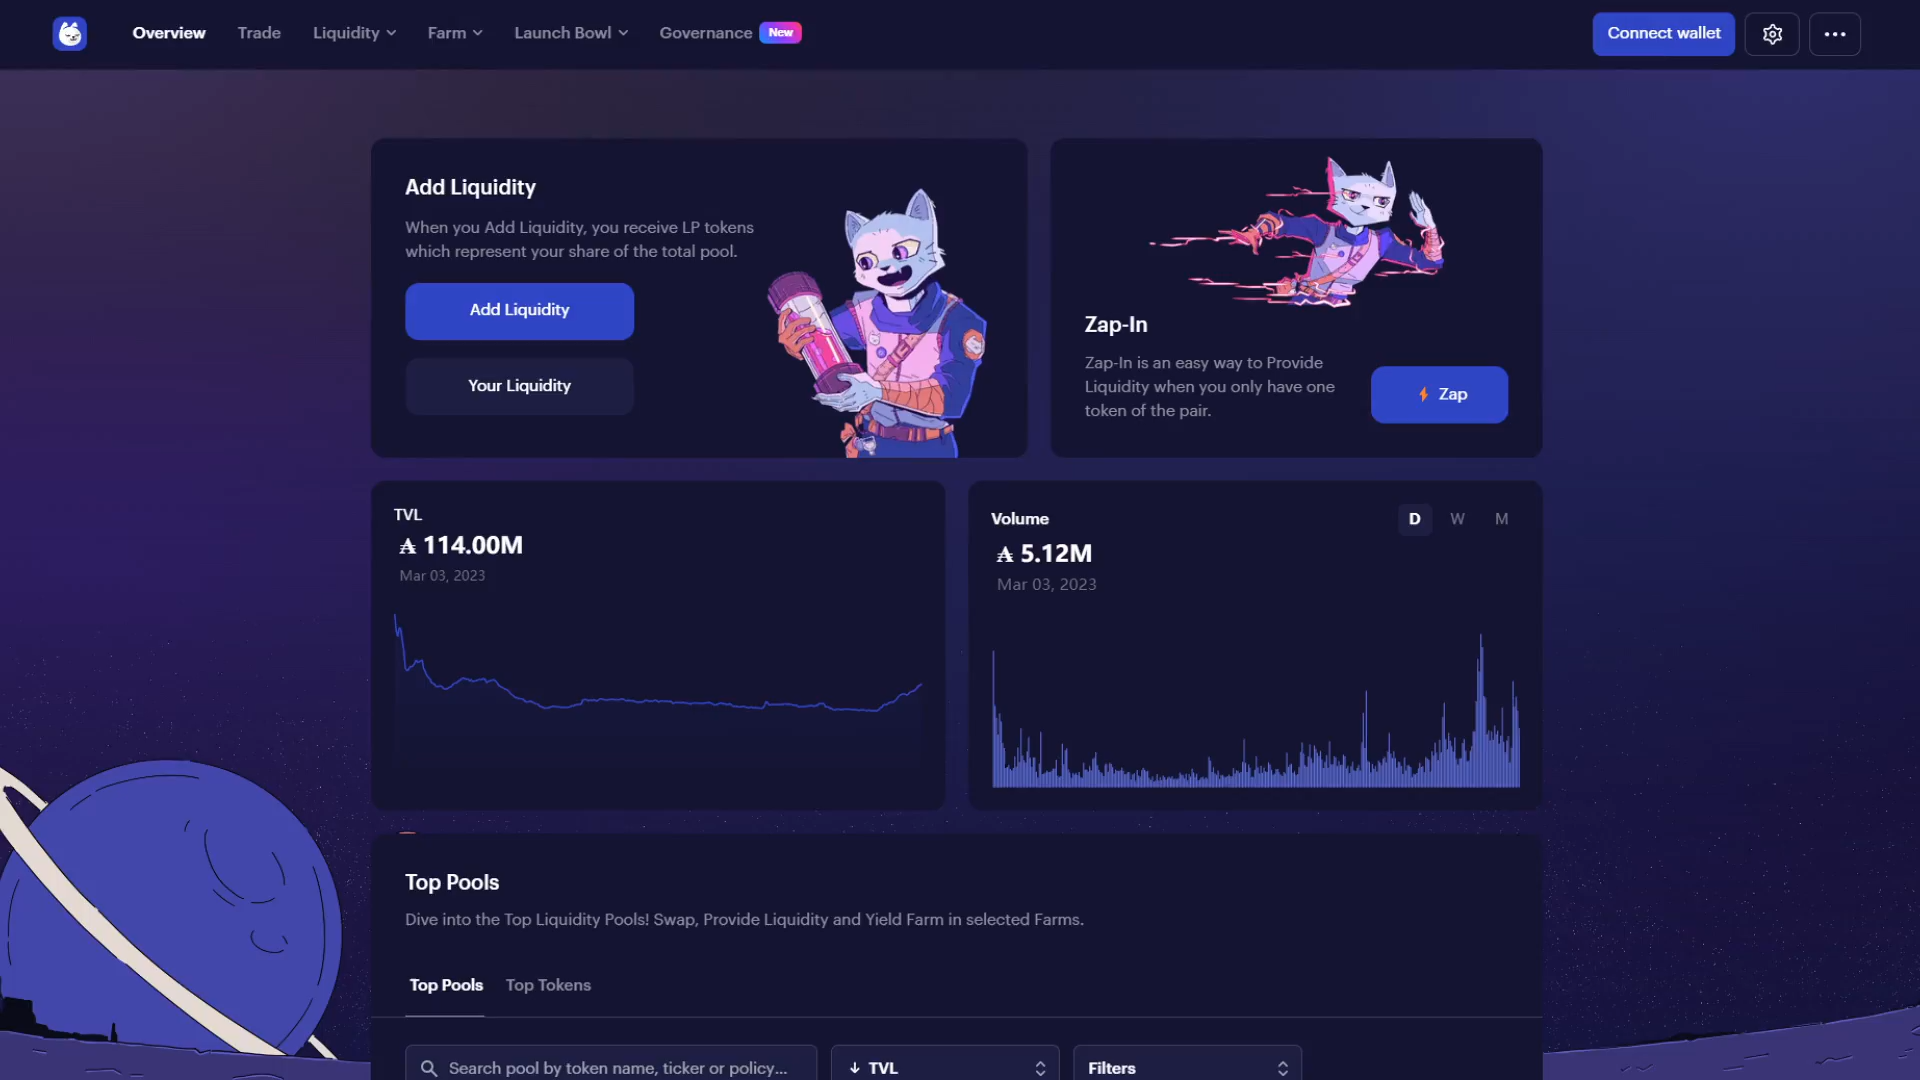 Overview Trade Liquidity Farm Launch Bowl Governance New Connect wallet
Add Liquidity
When you Add Liquidity, you receive LP tokens
which represent your share of the total pool.
Add Liquidity
Your Liquidity
Zap-In
Zap-In is an easy way to Provide
Liquidity when you only have one
token of the pair.
Zap
TVL
₳ 114.00M
Mar 03, 2023
Volume
D W M
₳ 5.12M
Mar 03, 2023
Top Pools
Dive into the Top Liquidity Pools! Swap, Provide Liquidity and Yield Farm in selected Farms.
Top Pools Top Tokens
Search pool by token name, ticker or policy... ↓ TVL Filters